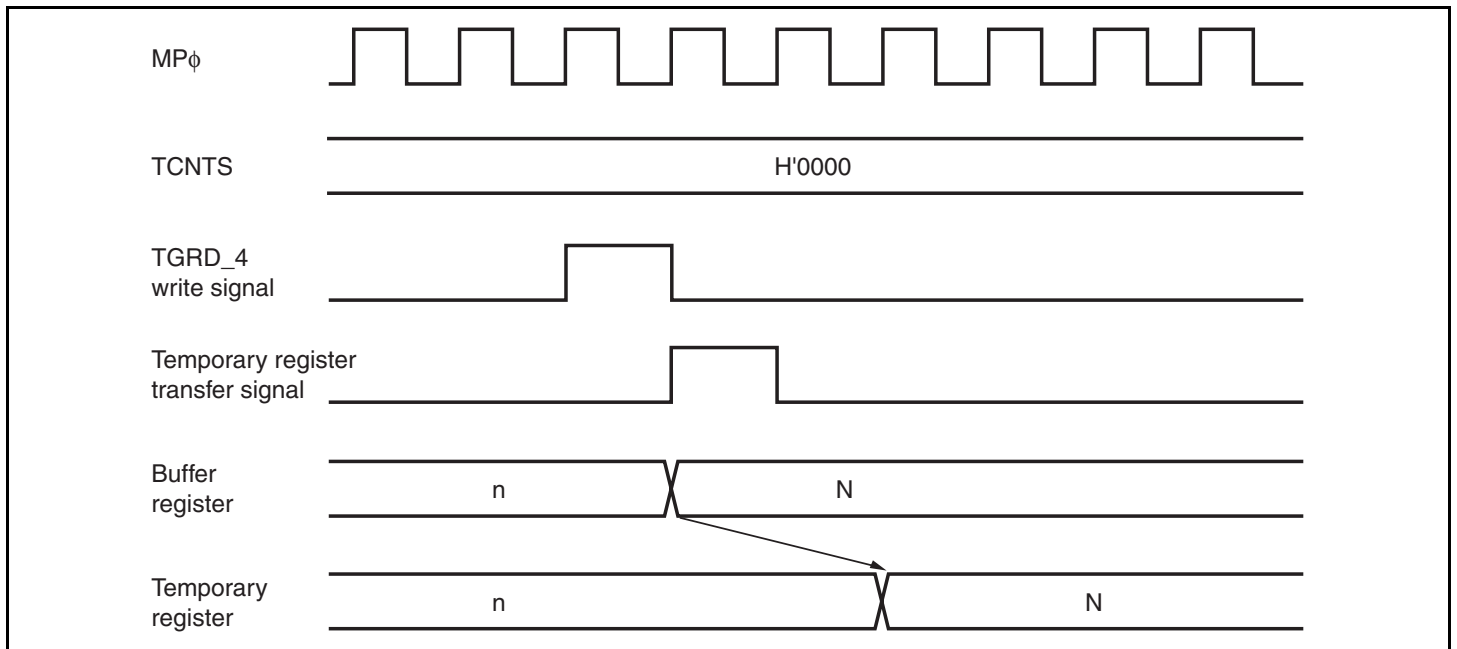 MPϕ
TCNTS
H'0000
TGRD_4
write signal
Temporary register
transfer signal
Buffer
register
n
N
Temporary
register
n
N